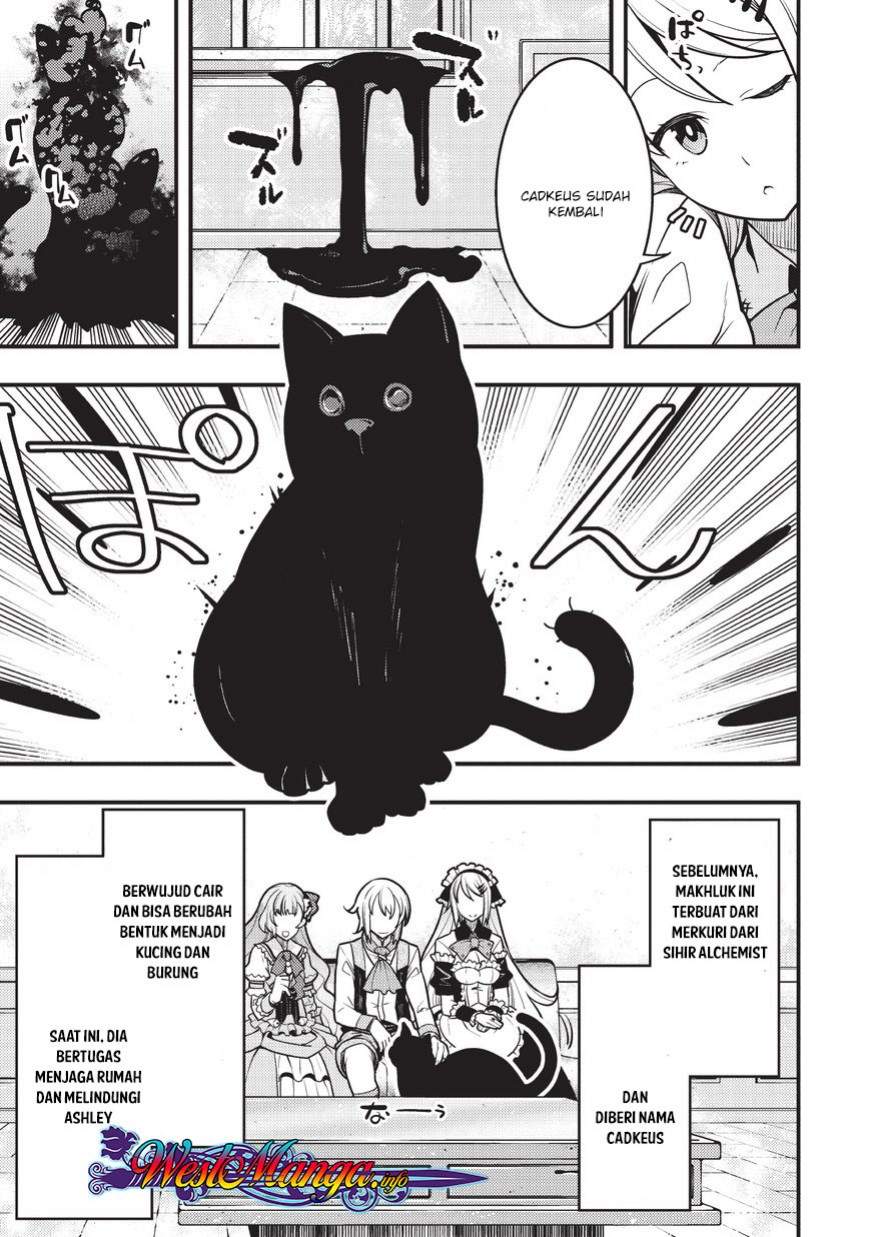 ぱちっ
CADKEUS SUDAH
KEMBALI
ズル
ズル
グム
グム
グム
ぽん
SEBELUMNYA,
MAKHLUK INI
TERBUAT DARI
MERKURI DARI
SIHIR ALCHEMIST
DAN
DIBERI NAMA
CADKEUS
BERWUJUD CAIR
DAN BISA BERUBAH
BENTUK MENJADI
KUCING DAN
BURUNG
SAAT INI, DIA
BERTUGAS
MENJAGA RUMAH
DAN MELINDUNGI
ASHLEY
なーぅ
WestManga.info